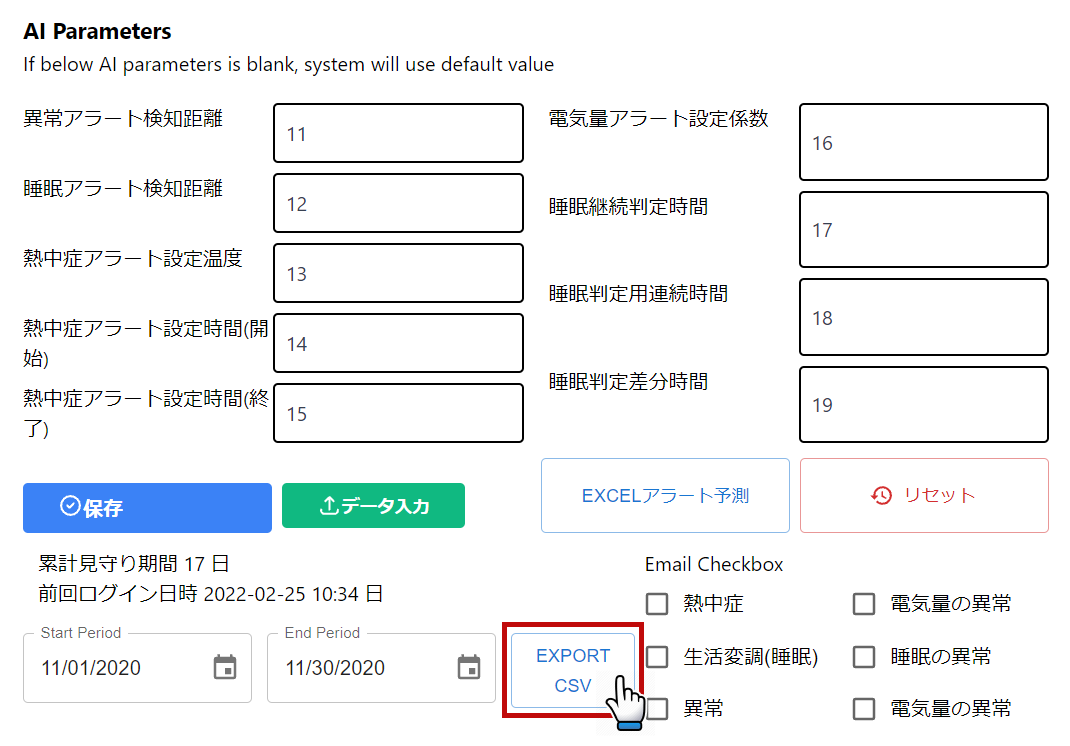 AI Parameters
If below AI parameters is blank, system will use default value
異常アラート検知距離
11
睡眠アラート検知距離
12
熱中症アラート設定温度
13
熱中症アラート設定時間(開
始)
14
熱中症アラート設定時間(終
了)
15
電気量アラート設定係数
16
睡眠継続判定時間
17
睡眠判定用連続時間
18
睡眠判定差分時間
19
保存
データ入力
EXCELアラート予測
リセット
累計見守り期間 17 日
前回ログイン日時 2022-02-25 10:34 日
Start Period
11/01/2020
End Period
11/30/2020
EXPORT
CSV
Email Checkbox
熱中症
電気量の異常
生活変調(睡眠)
睡眠の異常
異常
電気量の異常